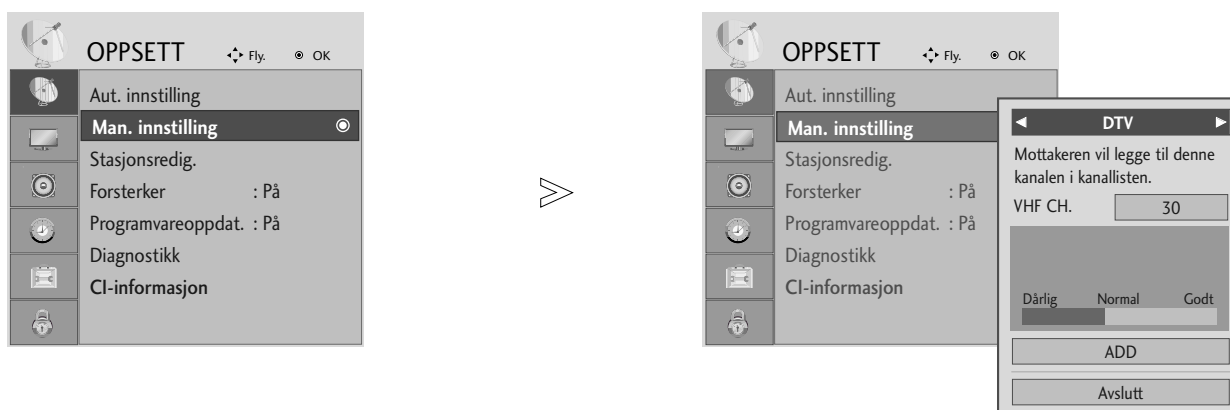 OPPSETT Fly. OK
Aut. innstilling
Man. innstilling
Stasjonsredig.
Forsterker : På
Programvareoppdat. : På
Diagnostikk
CI-informasjon
OPPSETT Fly. OK
Aut. innstilling
Man. innstilling
Stasjonsredig.
Forsterker : På
Programvareoppdat. : På
Diagnostikk
CI-informasjon
DTV
Mottakeren vil legge til denne
kanalen i kanallisten.
VHF CH. 30
Dårlig Normal Godt
ADD
Avslutt